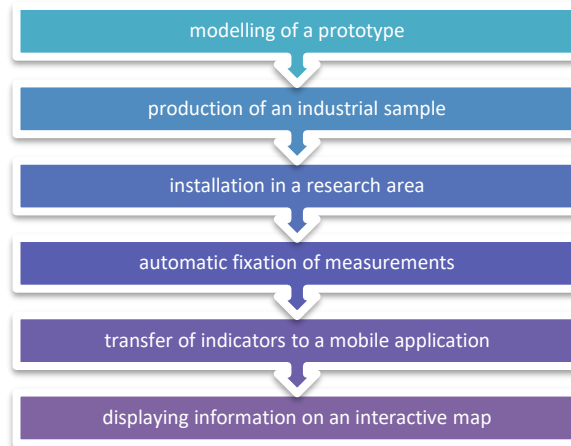 modelling of a prototype
production of an industrial sample
installation in a research area
automatic fixation of measurements
transfer of indicators to a mobile application
displaying information on an interactive map